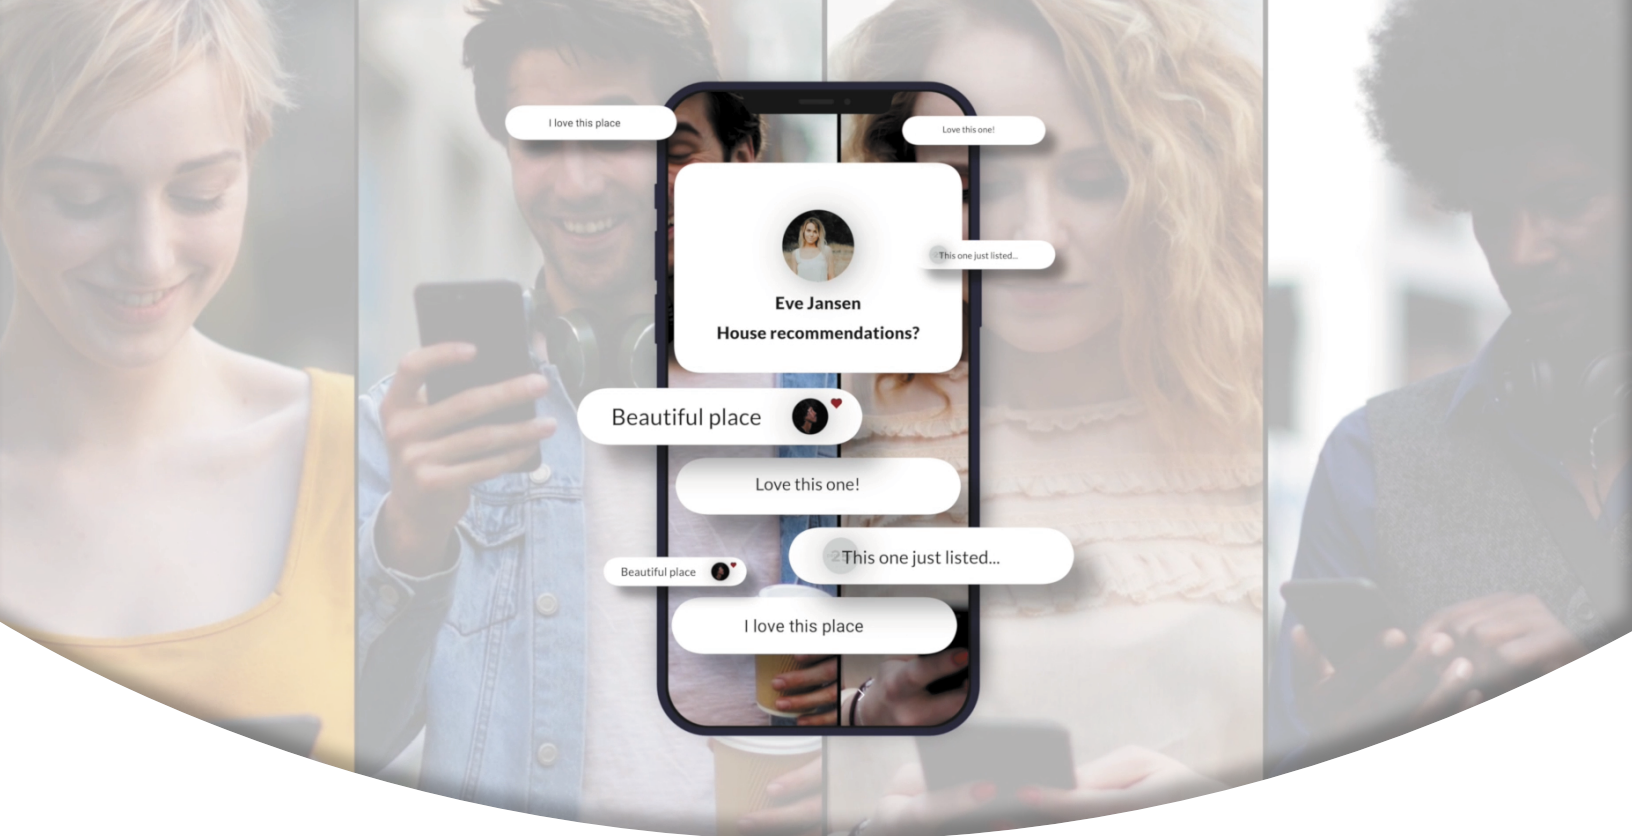 I love this place
Love this one!
This one just listed...
Eve Jansen
House recommendations?
Beautiful place
Love this one!
This one just listed...
Beautiful place
I love this place